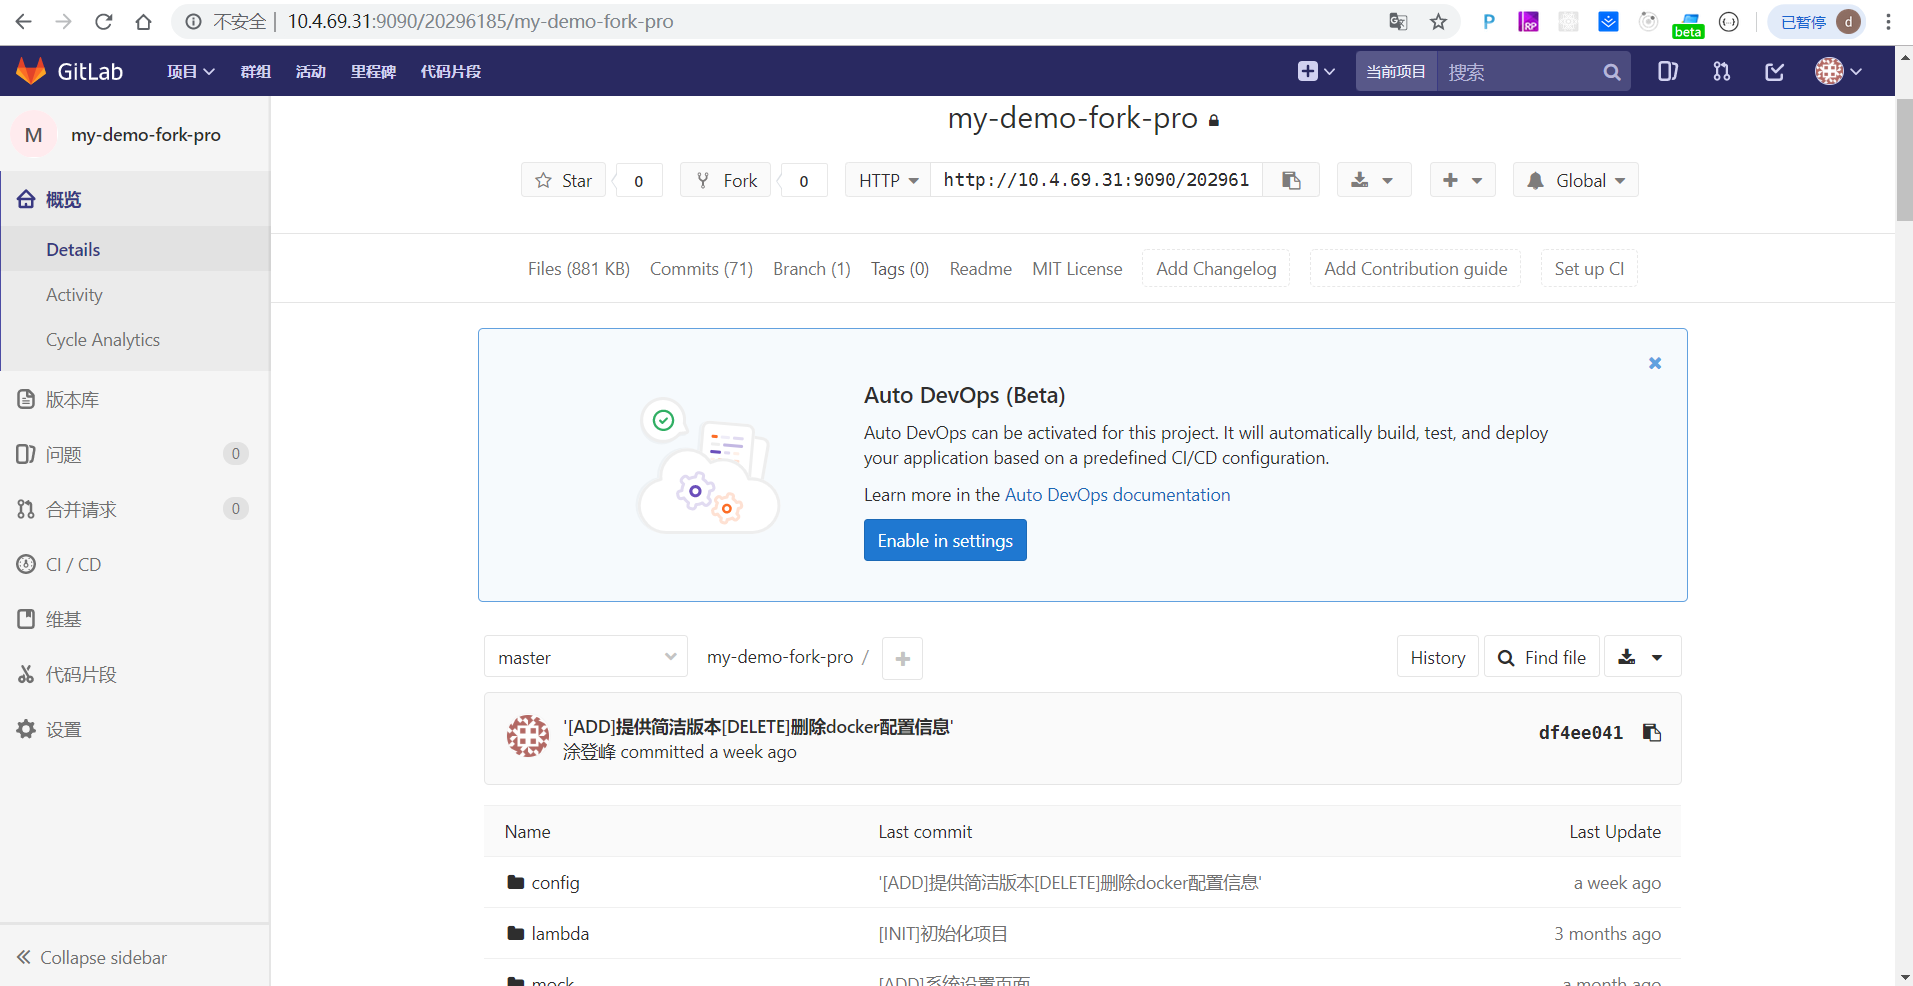 不安全 | 10.4.69.31:9090/20296185/my-demo-fork-pro
P
RP
beta
已暂停 d
GitLab 项目 群组 活动 里程碑 代码片段 当前项目 搜索
M my-demo-fork-pro
概览
Details
Activity
Cycle Analytics
版本库
问题 0
合并请求 0
CI / CD
维基
代码片段
设置
Collapse sidebar
my-demo-fork-pro
Star 0 Fork 0 HTTP http://10.4.69.31:9090/202961 Global
Files (881 KB) Commits (71) Branch (1) Tags (0) Readme MIT License Add Changelog Add Contribution guide Set up CI
Auto DevOps (Beta)
Auto DevOps can be activated for this project. It will automatically build, test, and deploy
your application based on a predefined CI/CD configuration.
Learn more in the Auto DevOps documentation
Enable in settings
master my-demo-fork-pro / History Find file
'[ADD]提供简洁版本[DELETE]删除docker配置信息'
涂登峰 committed a week ago
df4ee041
Name Last commit Last Update
config '[ADD]提供简洁版本[DELETE]删除docker配置信息' a week ago
lambda [INIT]初始化项目 3 months ago
mock [ADD]系统设置页面 a month ago